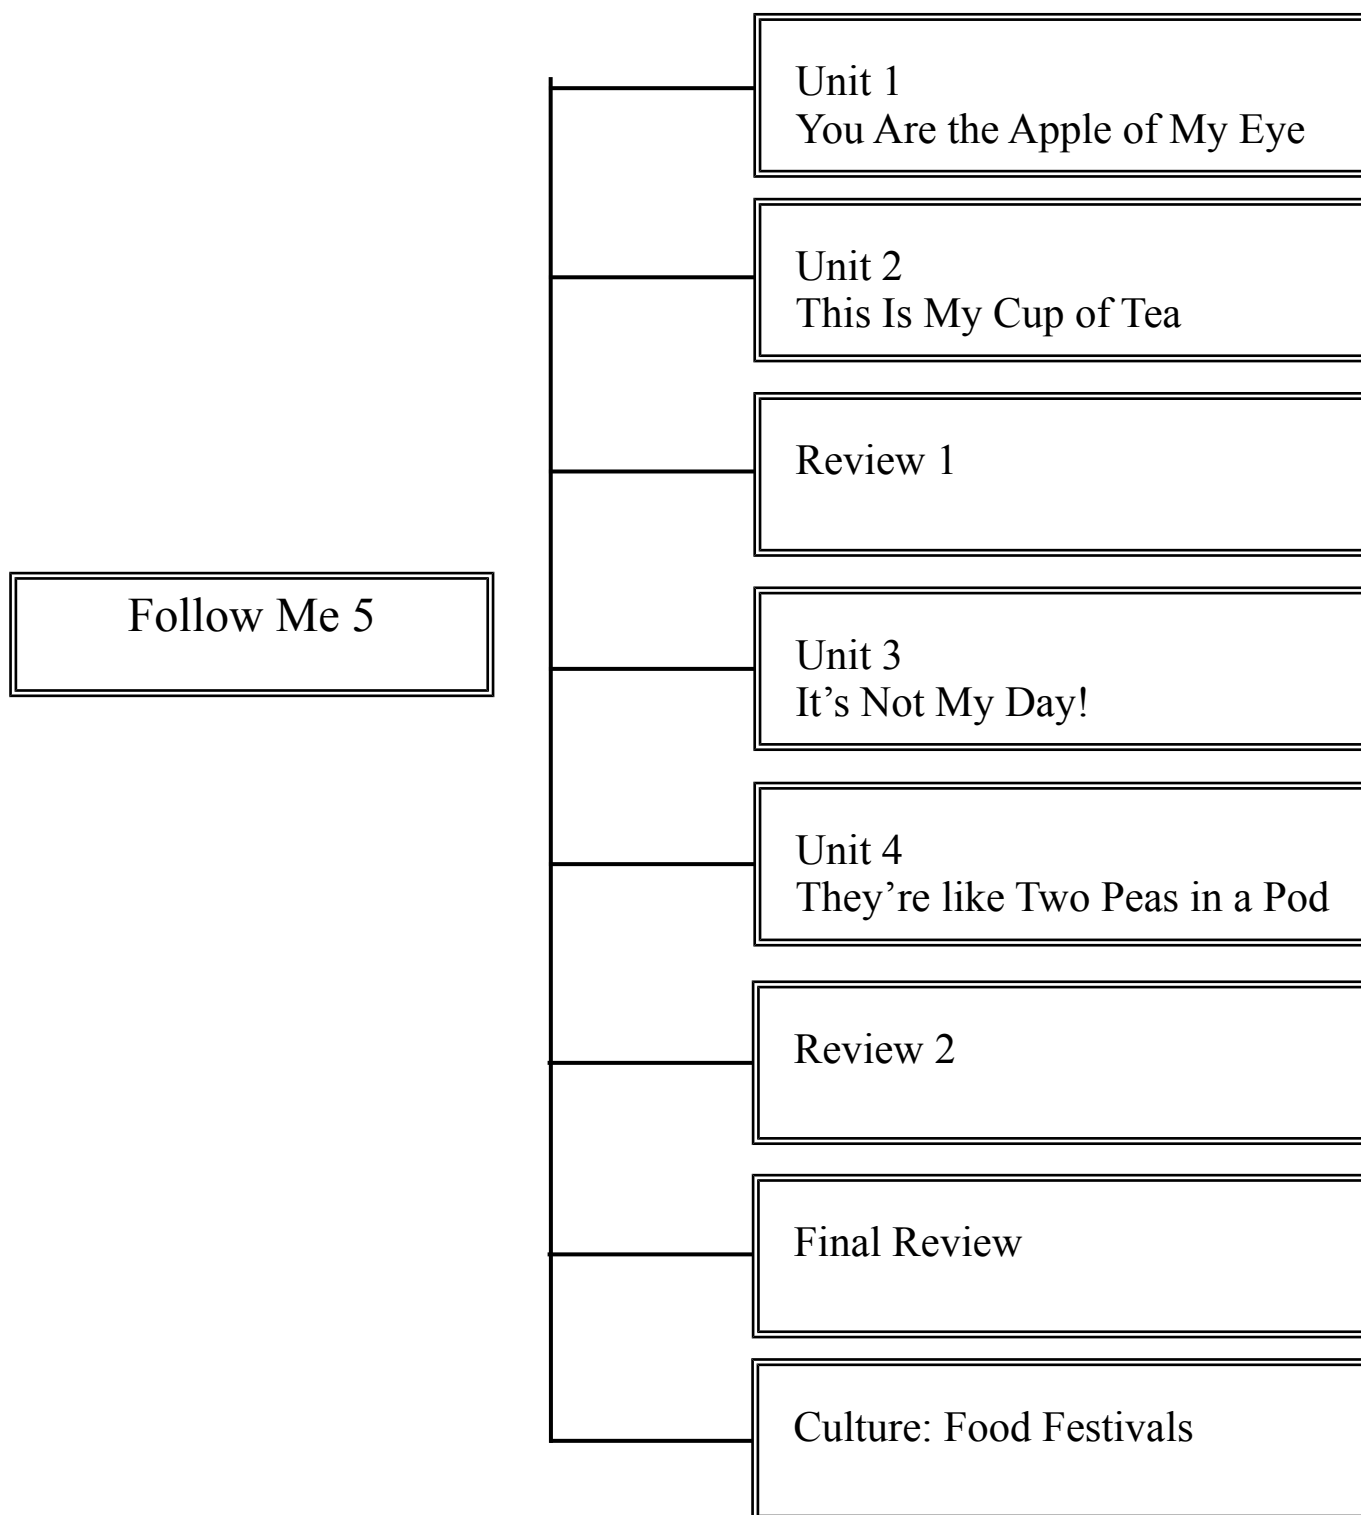 Follow Me 5
Unit 1
You Are the Apple of My Eye
Unit 2
This Is My Cup of Tea
Review 1
Unit 3
It’s Not My Day!
Unit 4
They’re like Two Peas in a Pod
Review 2
Final Review
Culture: Food Festivals